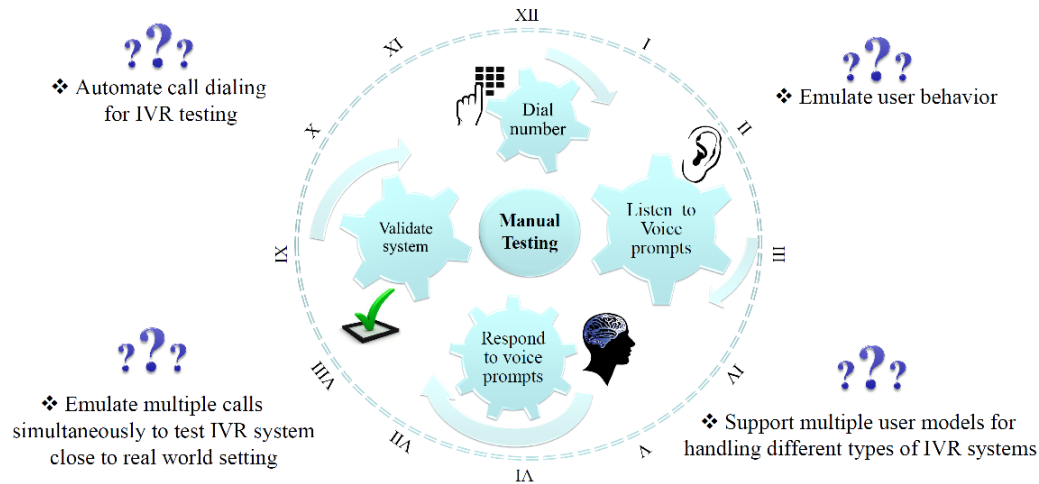 XII
I
II
III
IV
V
VI
VII
VIII
IX
X
XI
???
❖ Automate call dialing
for IVR testing
???
❖ Emulate user behavior
Dial
number
Listen to
Voice
prompts
Manual
Testing
Validate
system
Respond
to voice
prompts
???
❖ Emulate multiple calls
simultaneously to test IVR system
close to real world setting
???
❖ Support multiple user models for
handling different types of IVR systems